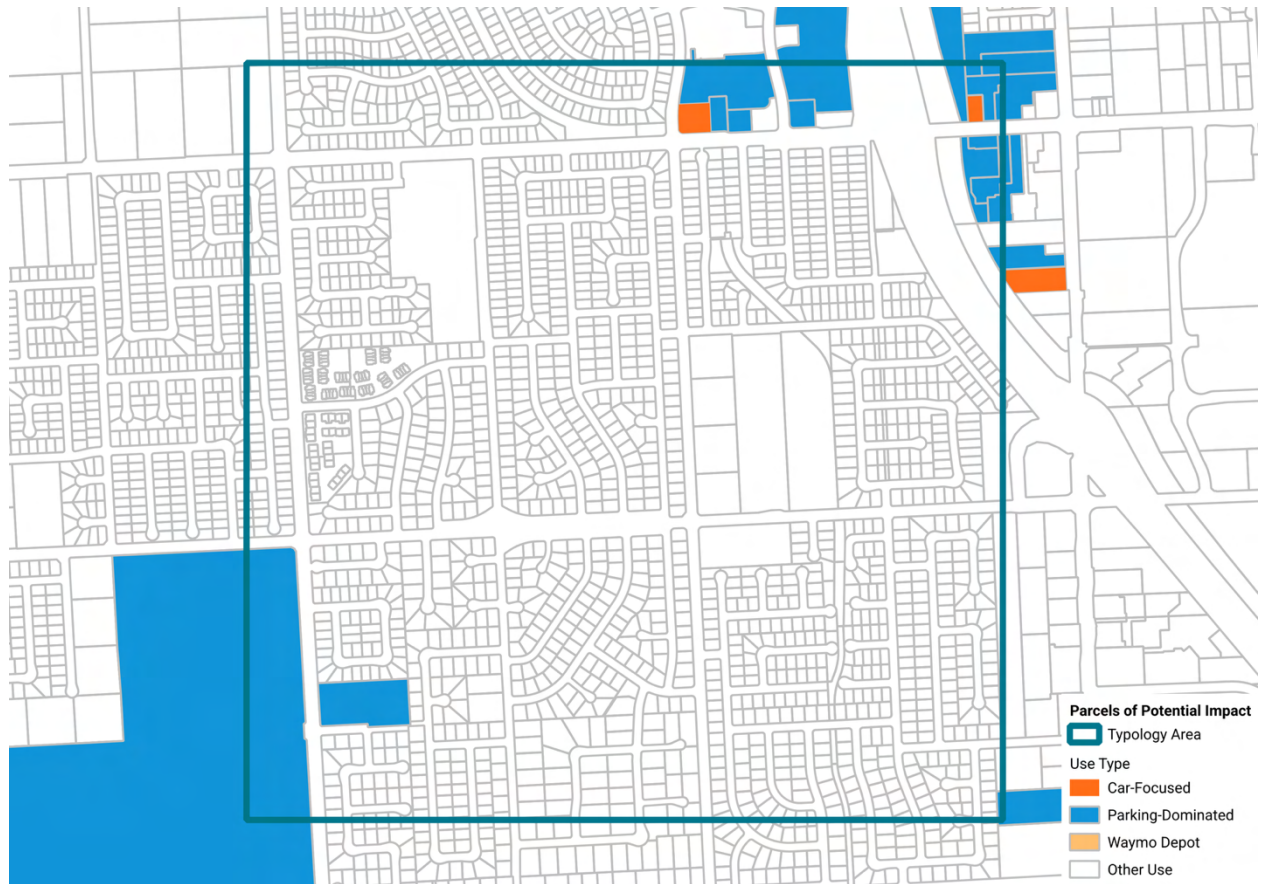 Parcels of Potential Impact
Typology Area
Use Type
Car-Focused
Parking-Dominated
Waymo Depot
Other Use